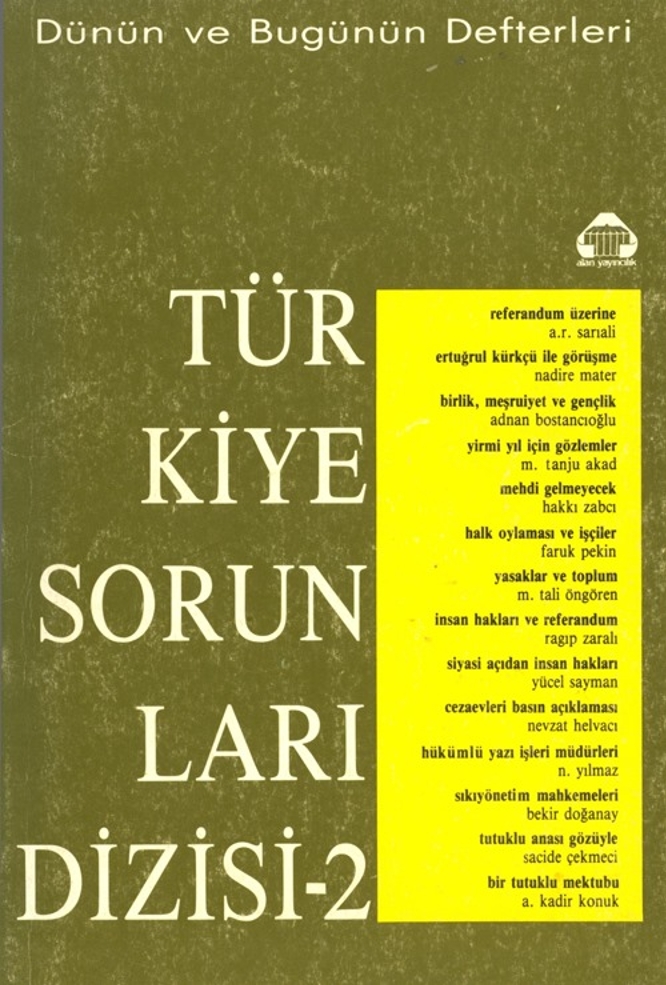 Dünün ve Bugünün Defterleri
alan yayıncılık
TÜR
KİYE
SORUN
LARI
DİZİSİ-2
referandum üzerine
a.r. sarıali
ertuğrul kürkçü ile görüşme
nadire mater
birlik, meşruiyet ve gençlik
adnan bostancıoğlu
yirmi yıl için gözlemler
m. tanju akad
mehdi gelmeyecek
hakkı zabcı
halk oylaması ve işçiler
faruk pekin
yasaklar ve toplum
m. tali öngören
insan hakları ve referandum
ragıp zaralı
siyasi açıdan insan hakları
yücel sayman
cezaevleri basın açıklaması
nevzat helvacı
hükümlü yazı işleri müdürleri
n. yılmaz
sıkıyönetim mahkemeleri
bekir doğanay
tutuklu anası gözüyle
sacide çekmeci
bir tutuklu mektubu
a. kadir konuk